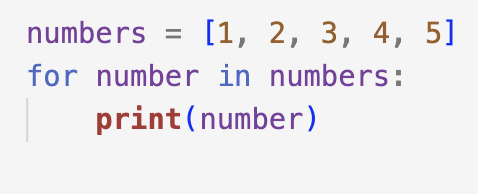 numbers = [1, 2, 3, 4, 5]
for number in numbers:
    print(number)